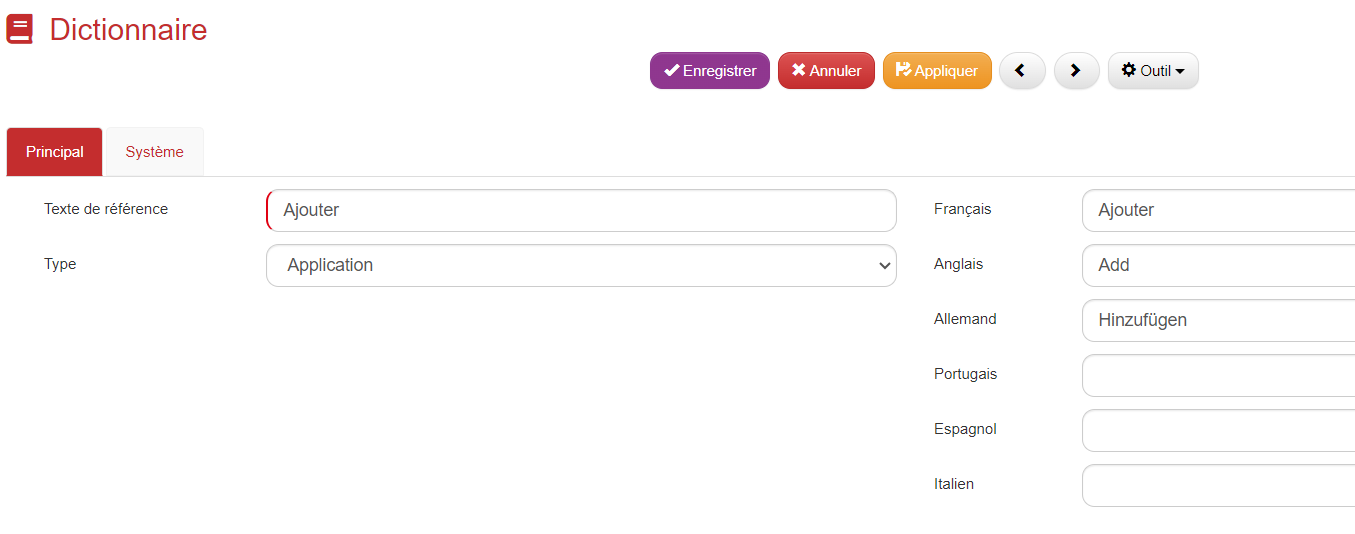 Dictionnaire
Enregistrer Annuler Appliquer Outil
Principal Système
Texte de référence Ajouter Français Ajouter
Type Application Anglais Add
Allemand Hinzufügen
Portugais
Espagnol
Italien